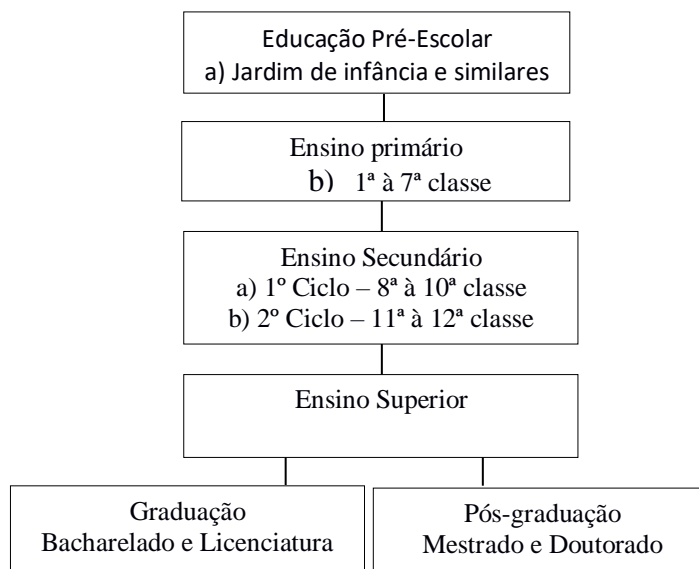 Educação Pré-Escolar
a) Jardim de infância e similares
Ensino primário
b) 1ª à 7ª classe
Ensino Secundário
a) 1º Ciclo – 8ª à 10ª classe
b) 2º Ciclo – 11ª à 12ª classe
Ensino Superior
Graduação
Bacharelado e Licenciatura
Pós-graduação
Mestrado e Doutorado